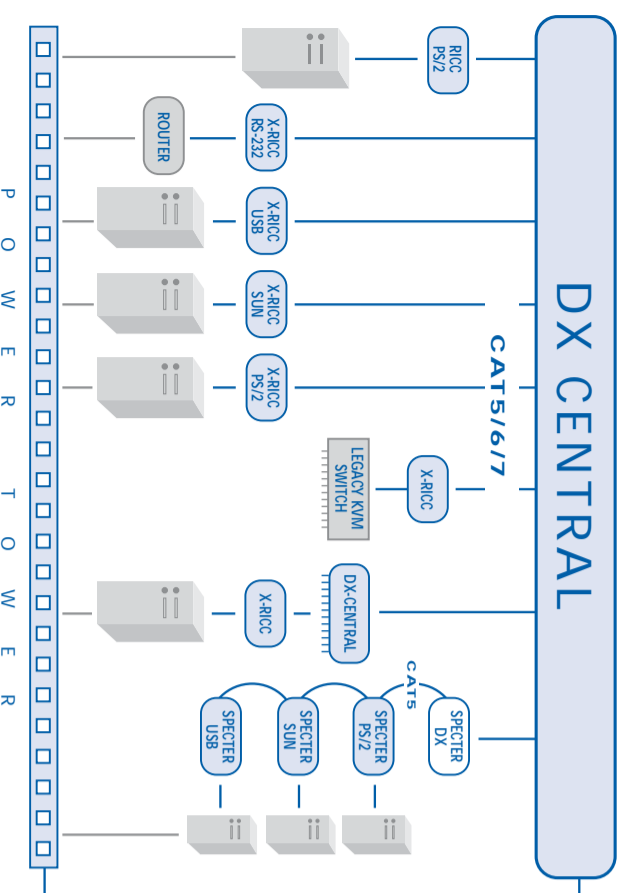 DX CENTRAL
CAT5/6/7
RICC
PS/2
X-RICC
RS-232
ROUTER
X-RICC
USB
X-RICC
SUN
X-RICC
PS/2
X-RICC
LEGACY KVM
SWITCH
DX-CENTRAL
X-RICC
CAT5
SPECTER
DX
SPECTER
PS/2
SPECTER
SUN
SPECTER
USB
POWER TOWER